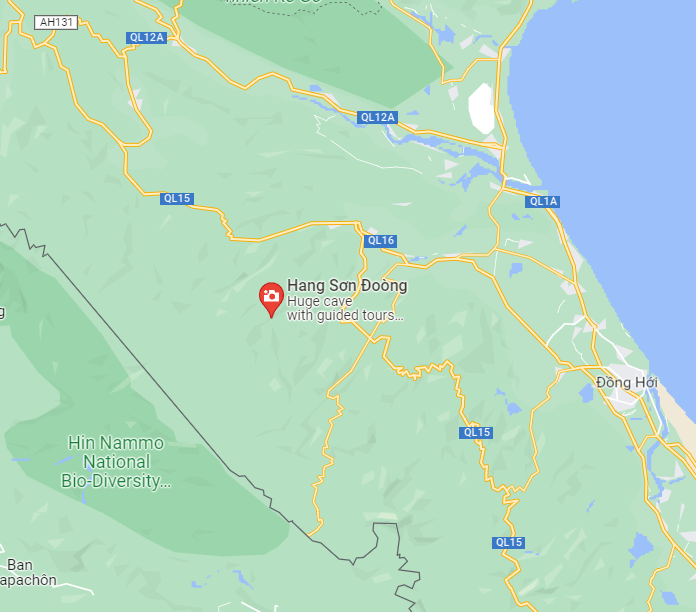 AH131
QL12A
QL12A
QL15
QL1A
QL16
Hang Sơn Đoòng
Huge cave
with guided tours...
Đồng Hới
QL15
Hin Nammo
National
Bio-Diversity...
QL15
Ban
apachôn